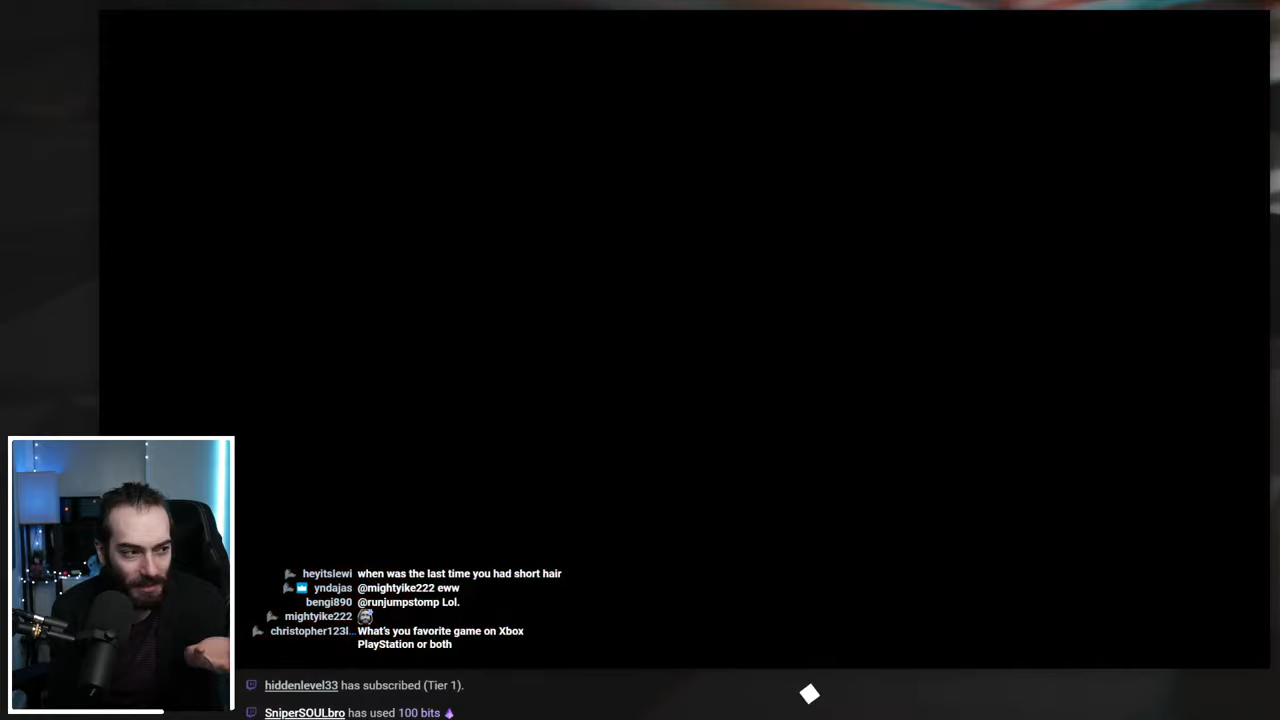 heyitslewi when was the last time you had short hair
yndajas @mightyike222 eww
bengi890 @runjumpstomp Lol.
mightyike222
christopher123l... What's you favorite game on Xbox
PlayStation or both
hiddenlevel33 has subscribed (Tier 1).
SniperSOULbro has used 100 bits